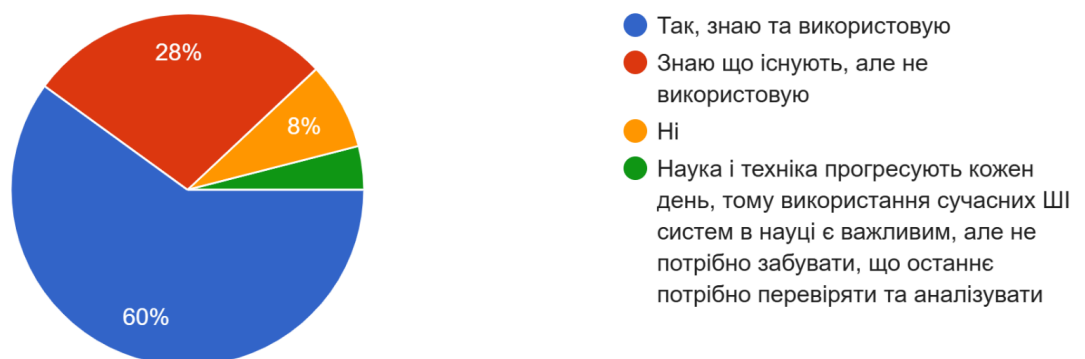 28%
8%
60%
Так, знаю та використовую
Знаю що існують, але не
використовую
Ні
Наука і техніка прогресують кожен
день, тому використання сучасних ШІ
систем в науці є важливим, але не
потрібно забувати, що останнє
потрібно перевіряти та аналізувати